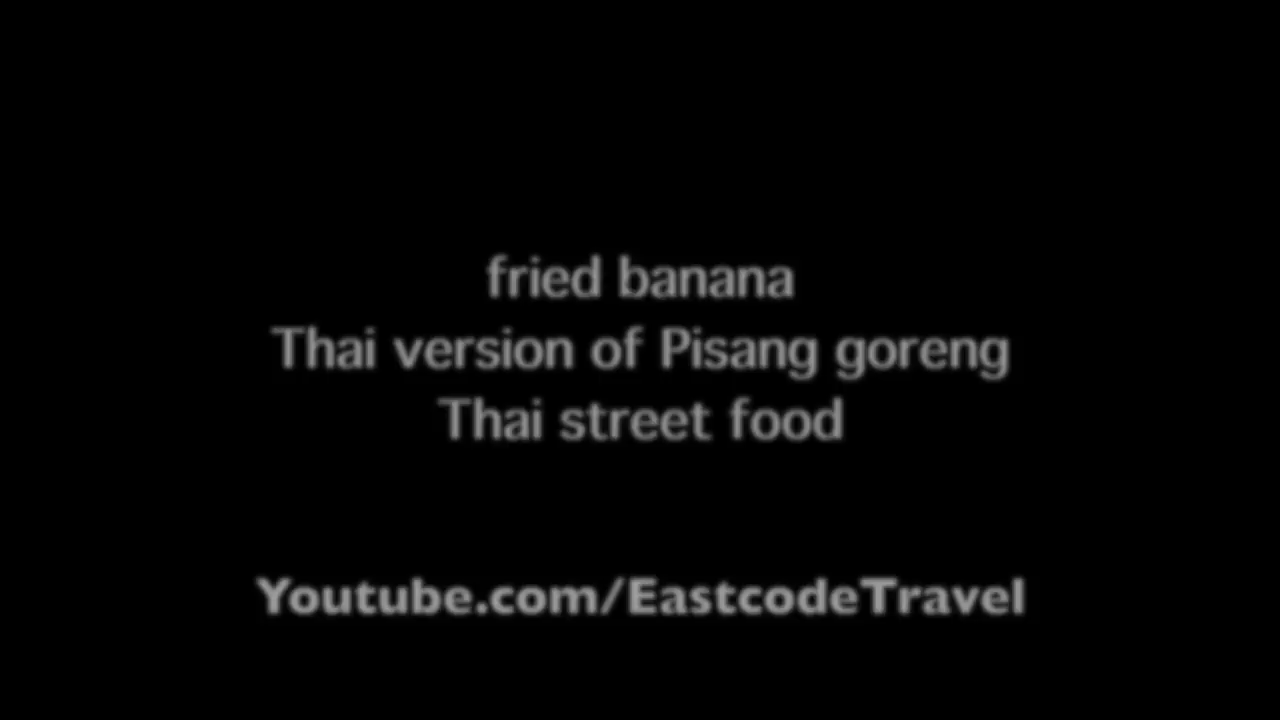 fried banana
Thai version of Pisang goreng
Thai street food
Youtube.com/EastcodeTravel